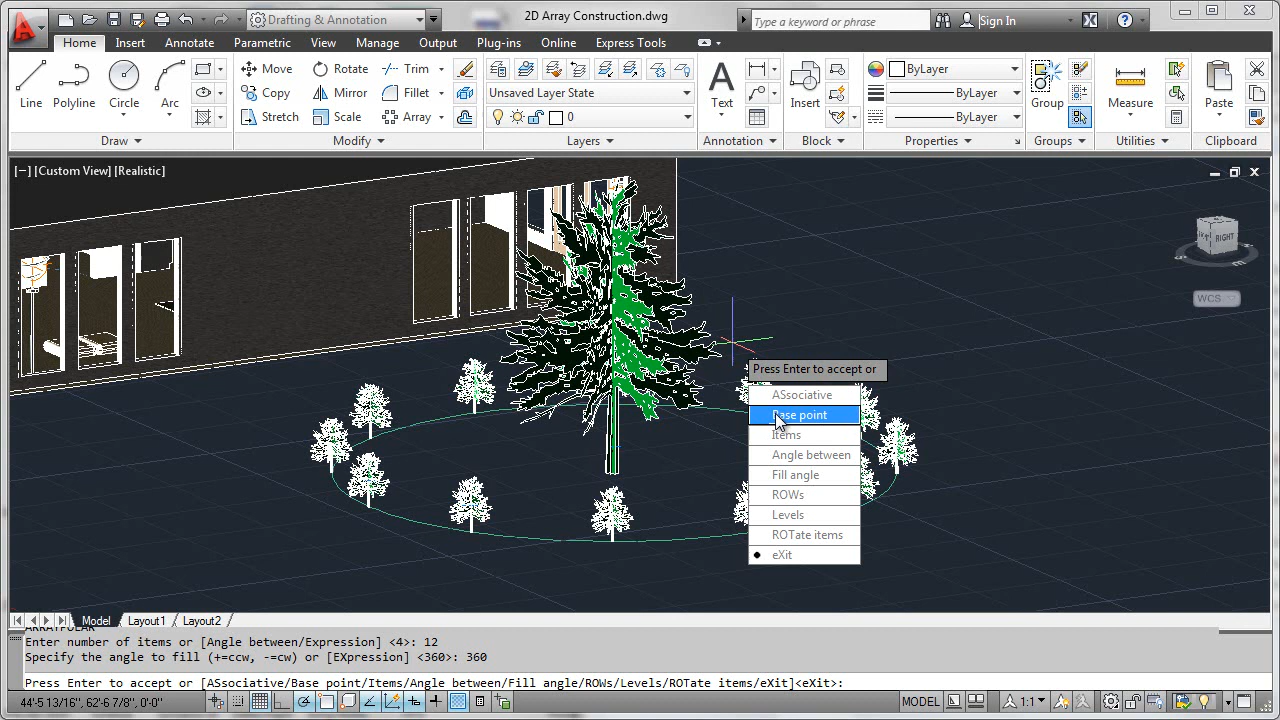 Drafting & Annotation
2D Array Construction.dwg
Type a keyword or phrase
Sign In
Home Insert Annotate Parametric View Manage Output Plug-ins Online Express Tools
Move Rotate Trim
Copy Mirror Fillet
Stretch Scale Array
Line Polyline Circle Arc
Unsaved Layer State
0
Text Insert
ByLayer
ByLayer
ByLayer
Group Measure Paste
Draw Modify Layers Annotation Block Properties Groups Utilities Clipboard
[−] [Custom View] [Realistic]
RIGHT
WCS
Press Enter to accept or
ASsociative
Base point
Items
Angle between
Fill angle
ROWs
Levels
ROTate items
eXit
Model Layout1 Layout2
ARRAYPOLAR
Enter number of items or [Angle between/Expression] <4>: 12
Specify the angle to fill (+=ccw, -=cw) or [EXpression] <360>: 360
Press Enter to accept or [ASsociative/Base point/Items/Angle between/Fill angle/ROWs/Levels/ROTate items/eXit]<eXit>:
44'-5 13/16", 62'-6 7/8", 0'-0"
MODEL
1:1